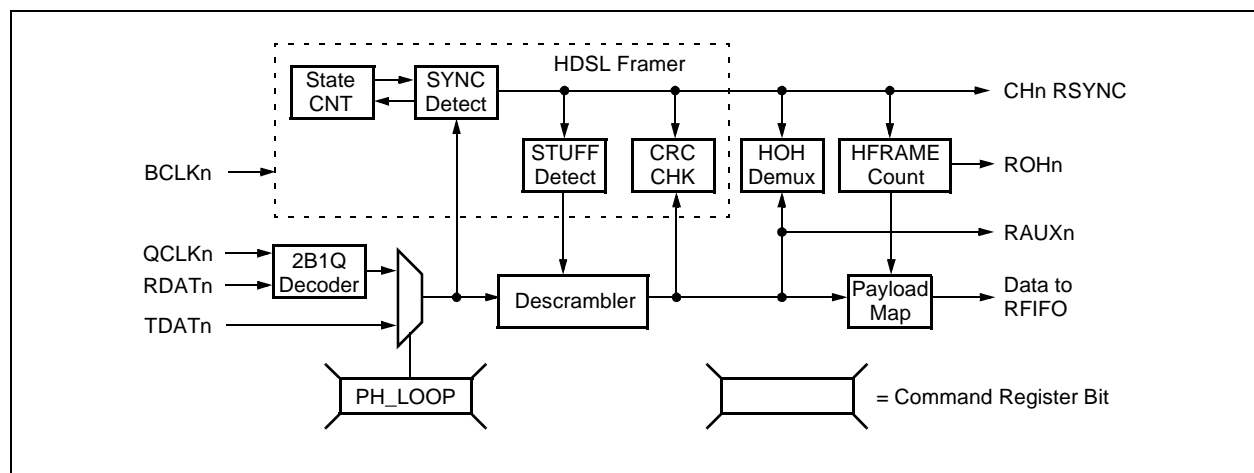 HDSL Framer
State
CNT
SYNC
Detect
CHn RSYNC
BCLKn
STUFF
Detect
CRC
CHK
HOH
Demux
HFRAME
Count
ROHn
RAUXn
QCLKn
RDATn
2B1Q
Decoder
TDATn
Descrambler
Payload
Map
Data to
RFIFO
PH_LOOP
= Command Register Bit